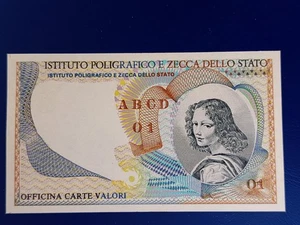 ISTITUTO POLIGRAFICO E ZECCA DELLO STATO
ISTITUTO POLIGRAFICO E ZECCA DELLO STATO
ABCD
01
OFFICINA CARTE VALORI
01